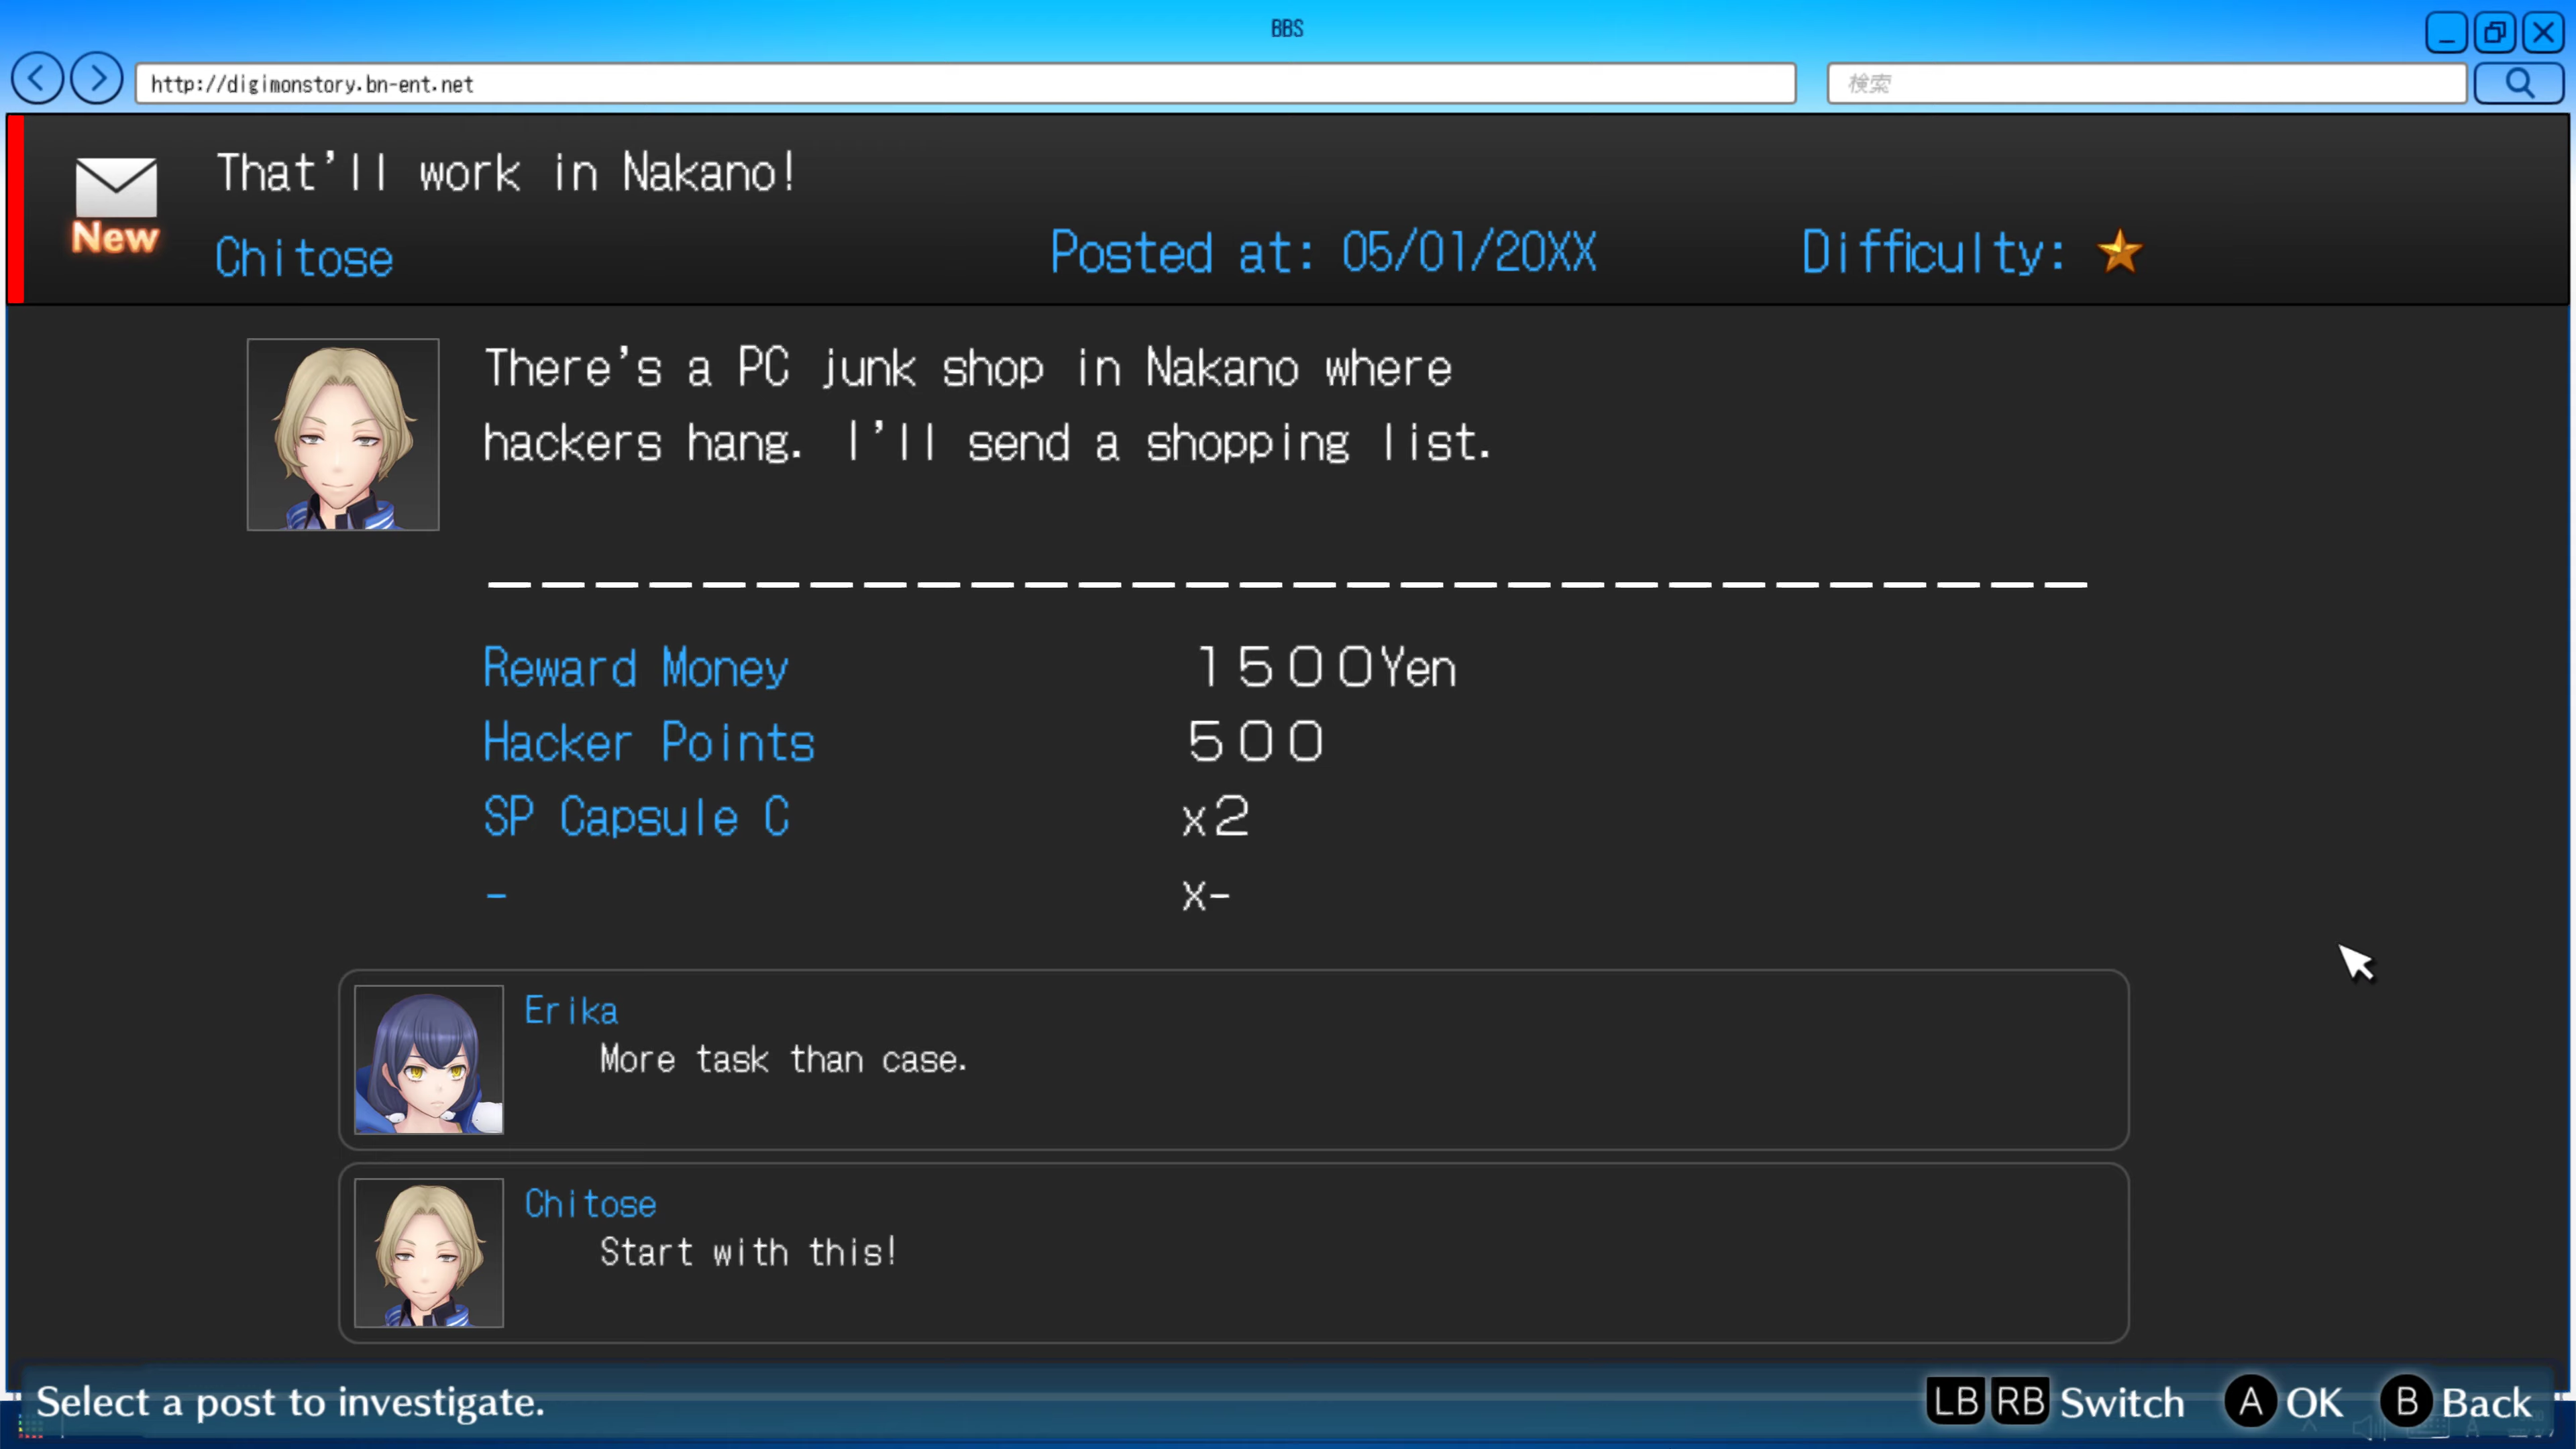 BBS
http://digimonstory.bn-ent.net
検索
That'll work in Nakano!
New
Chitose
Posted at: 05/01/20XX
Difficulty:
There's a PC junk shop in Nakano where
hackers hang. I'll send a shopping list.
Reward Money 1500Yen
Hacker Points 500
SP Capsule C x2
- x-
Erika
More task than case.
Chitose
Start with this!
Select a post to investigate.
LB RB Switch A OK B Back